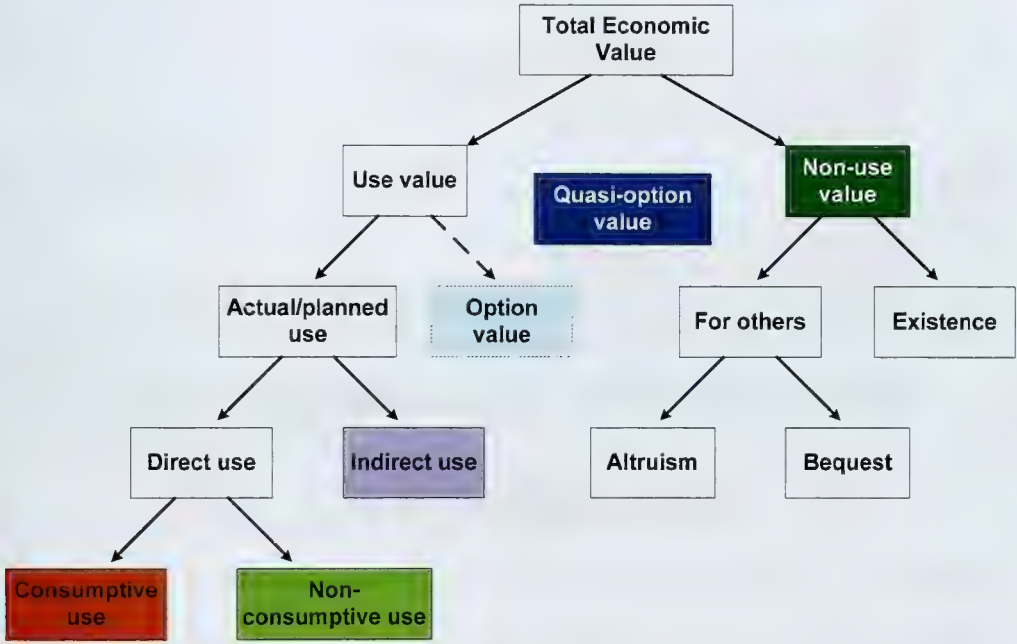 Total Economic
Value
Use value
Quasi-option
value
Non-use
value
Actual/planned
use
Option
value
For others
Existence
Direct use
Indirect use
Altruism
Bequest
Consumptive
use
Non-
consumptive use